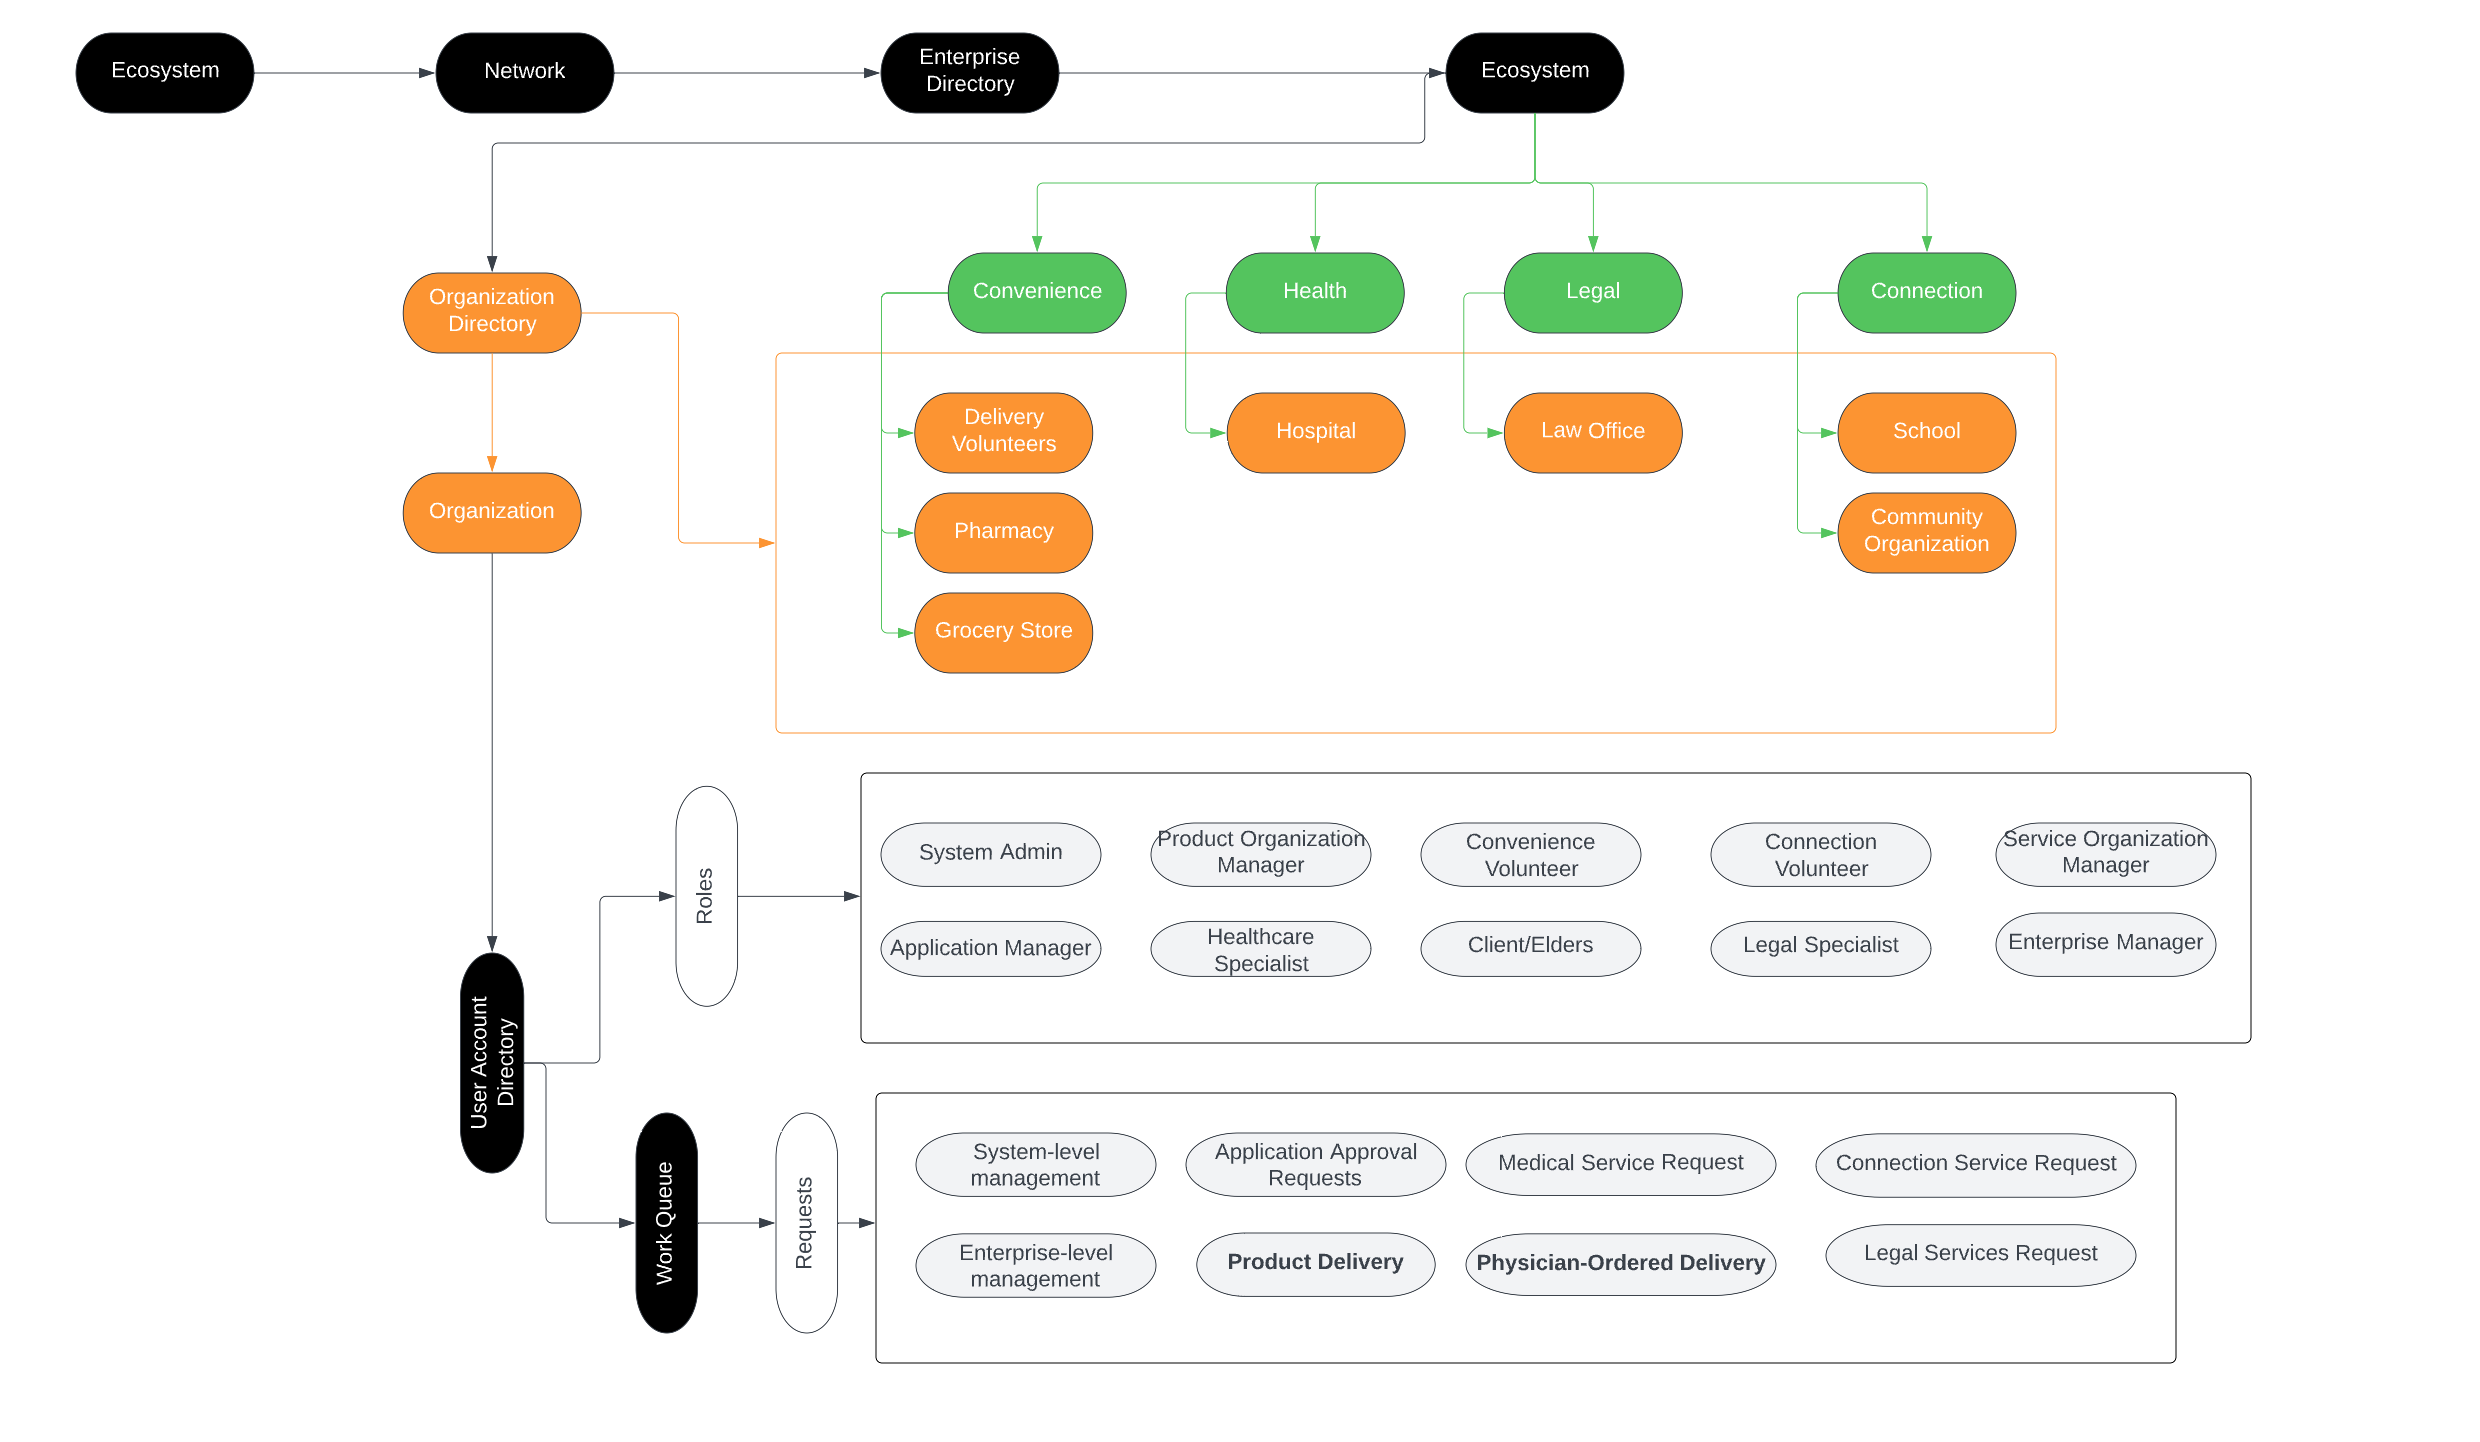 Ecosystem
Network
Enterprise
Directory
Ecosystem
Organization
Directory
Convenience
Health
Legal
Connection
Delivery
Volunteers
Hospital
Law Office
School
Organization
Pharmacy
Community
Organization
Grocery Store
Roles
System Admin
Product Organization
Manager
Convenience
Volunteer
Connection
Volunteer
Service Organization
Manager
Application Manager
Healthcare
Specialist
Client/Elders
Legal Specialist
Enterprise Manager
User Account
Directory
Work Queue
Requests
System-level
management
Application Approval
Requests
Medical Service Request
Connection Service Request
Enterprise-level
management
Product Delivery
Physician-Ordered Delivery
Legal Services Request